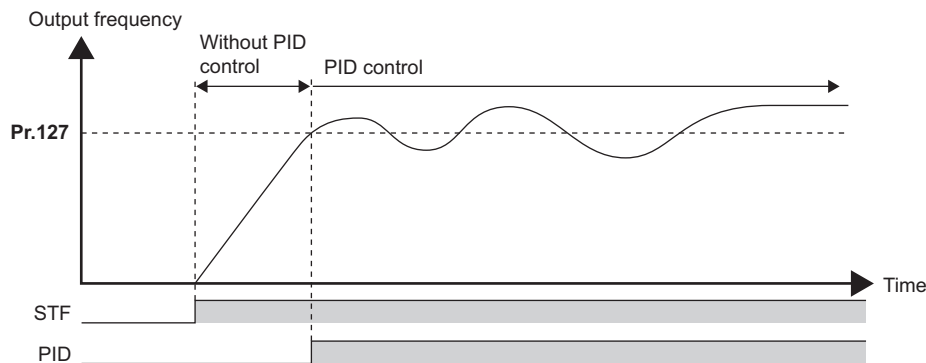 Output frequency
Without PID
control
PID control
Pr.127
Time
STF
PID